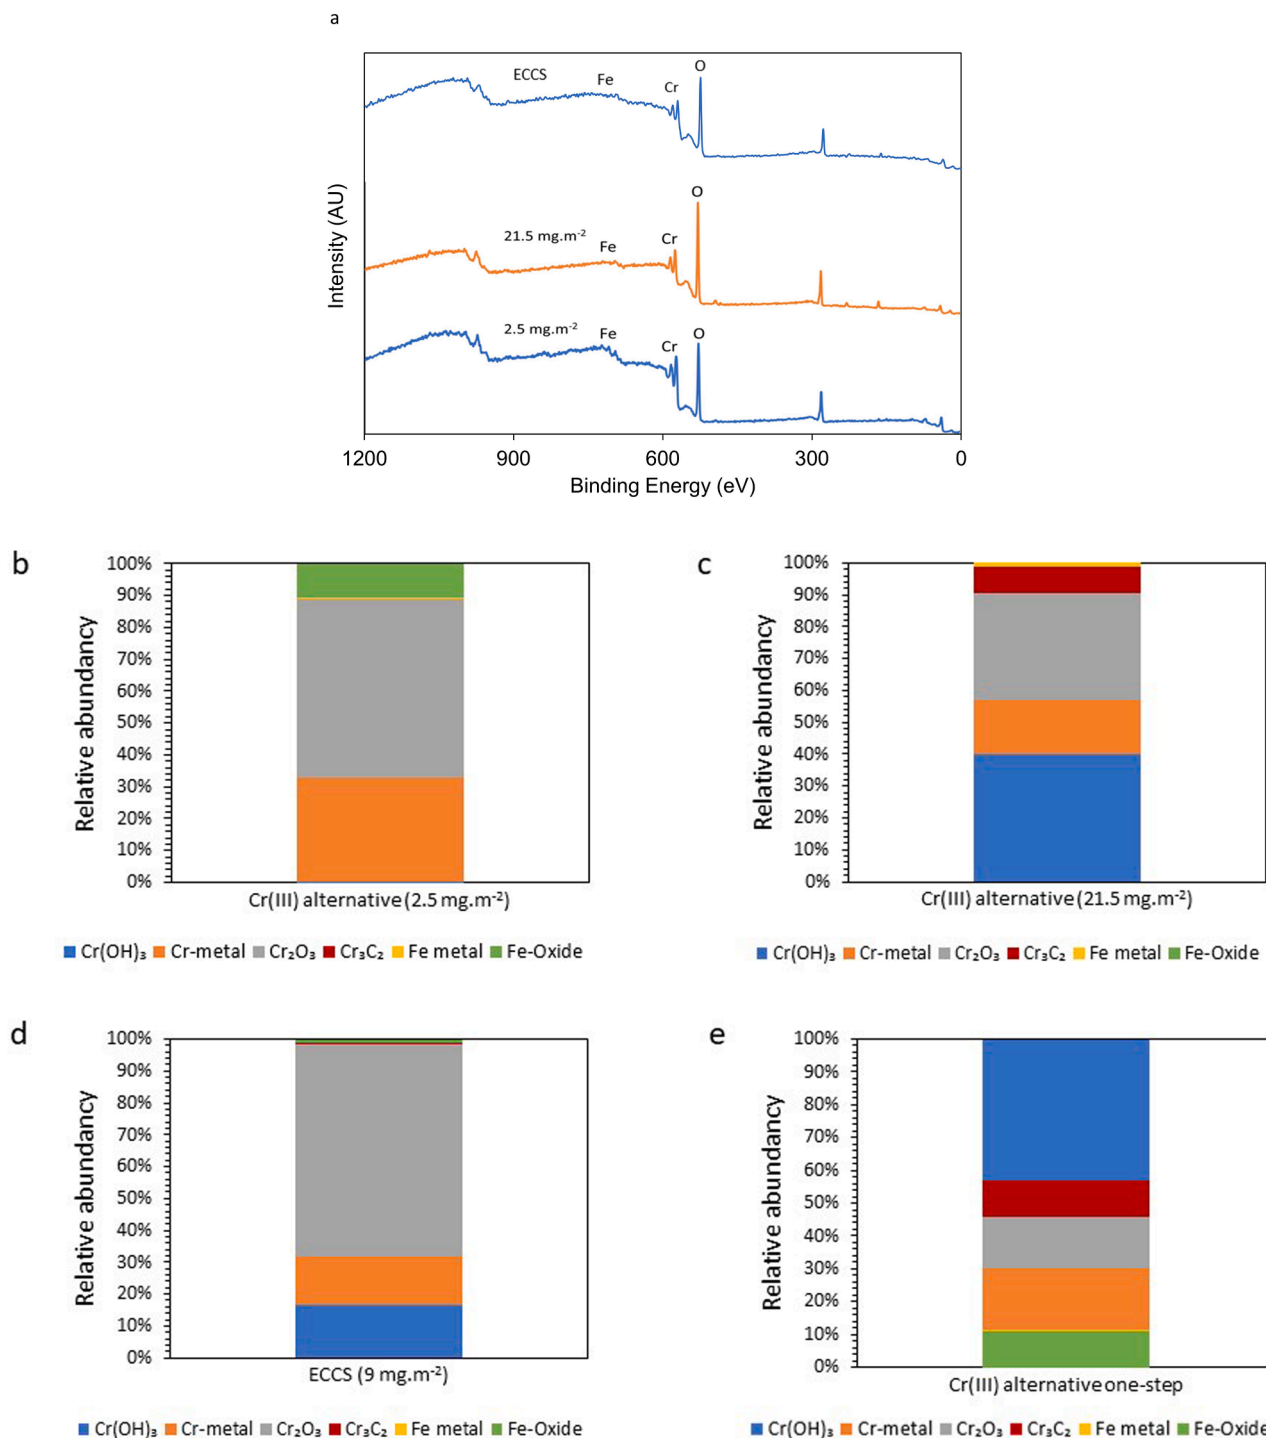 a
ECCS
Fe
Cr
O
21.5 mg.m⁻²
Fe
Cr
O
2.5 mg.m⁻²
Fe
Cr
O
Intensity (AU)
1200 900 600 300 0
Binding Energy (eV)
b
Relative abundancy
100%
90%
80%
70%
60%
50%
40%
30%
20%
10%
0%
Cr(III) alternative (2.5 mg.m⁻²)
Cr(OH)₃ Cr-metal Cr₂O₃ Cr₃C₂ Fe metal Fe-Oxide
c
Relative abundancy
100%
90%
80%
70%
60%
50%
40%
30%
20%
10%
0%
Cr(III) alternative (21.5 mg.m⁻²)
Cr(OH)₃ Cr-metal Cr₂O₃ Cr₃C₂ Fe metal Fe-Oxide
d
Relative abundancy
100%
90%
80%
70%
60%
50%
40%
30%
20%
10%
0%
ECCS (9 mg.m⁻²)
Cr(OH)₃ Cr-metal Cr₂O₃ Cr₃C₂ Fe metal Fe-Oxide
e
Relative abundancy
100%
90%
80%
70%
60%
50%
40%
30%
20%
10%
0%
Cr(III) alternative one-step
Cr(OH)₃ Cr-metal Cr₂O₃ Cr₃C₂ Fe metal Fe-Oxide